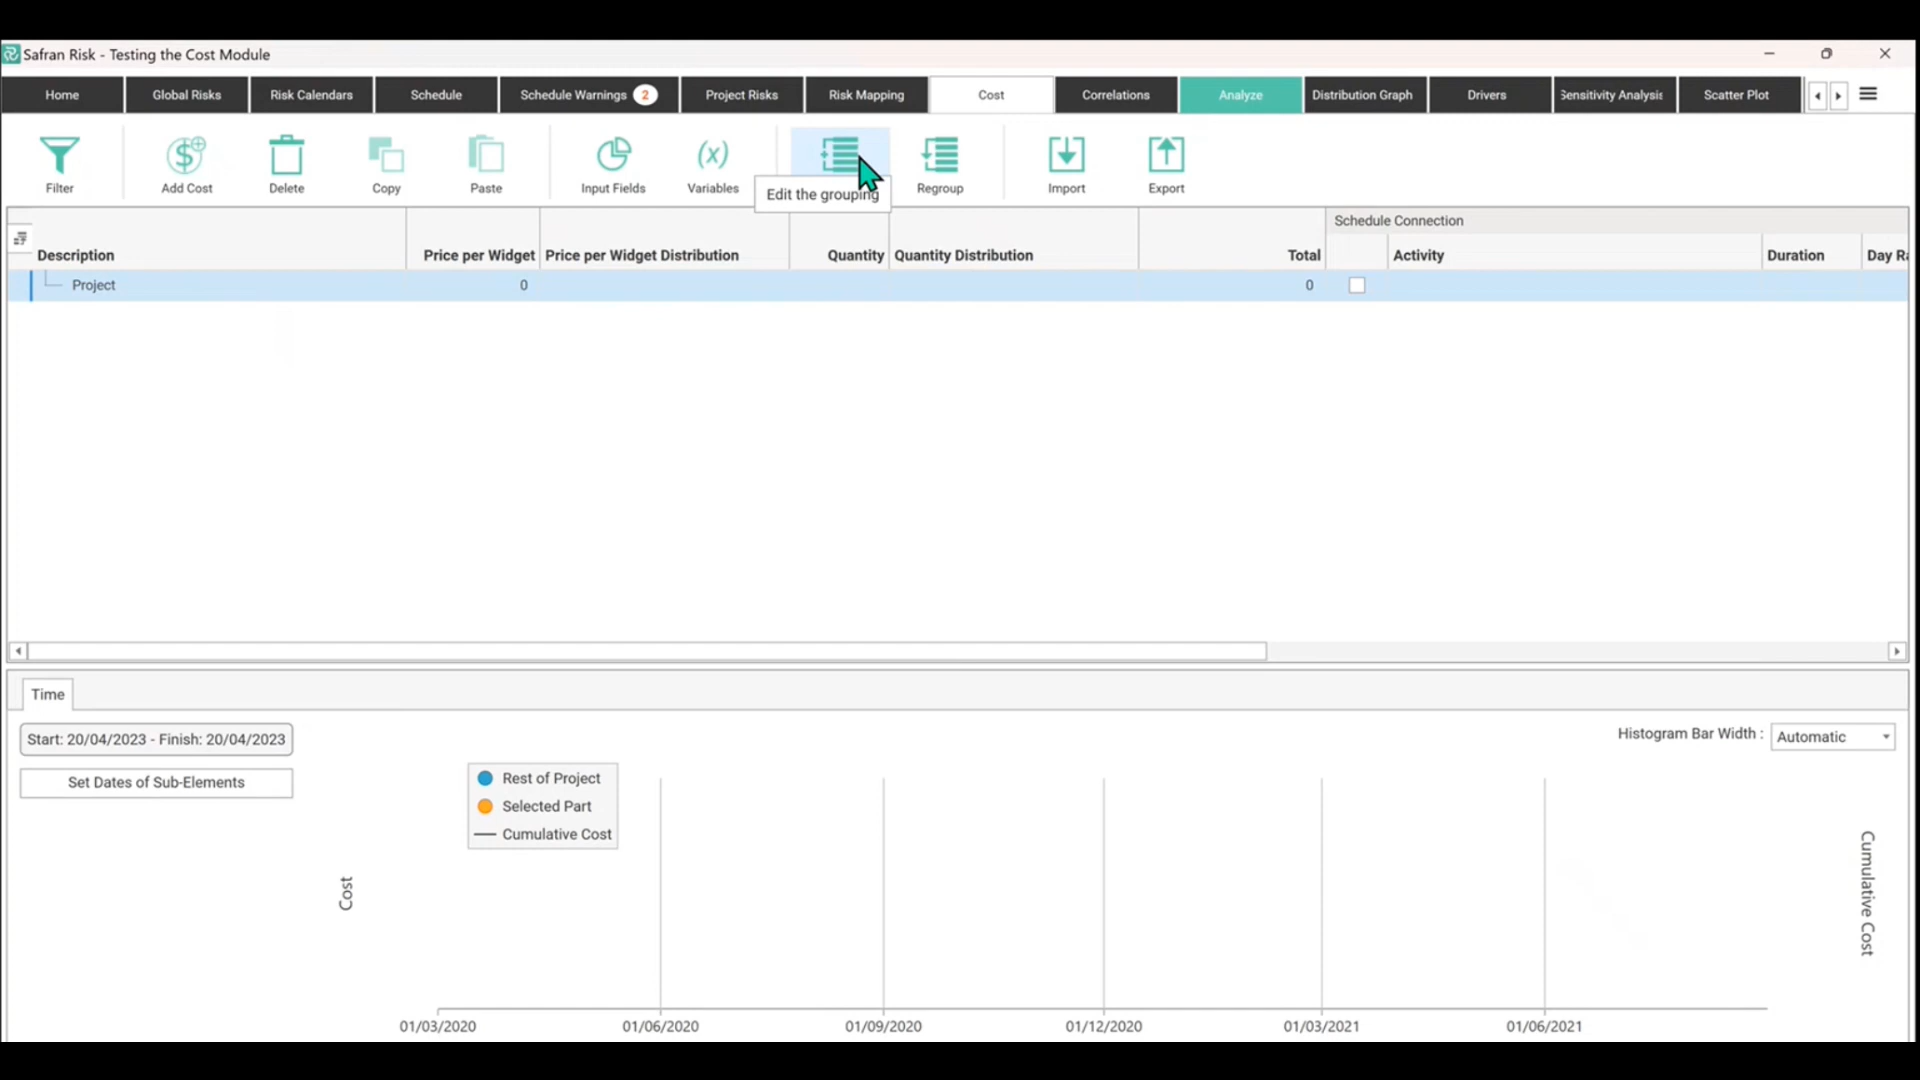 Safran Risk - Testing the Cost Module
Home Global Risks Risk Calendars Schedule Schedule Warnings 2 Project Risks Risk Mapping Cost Correlations Analyze Distribution Graph Drivers Sensitivity Analysis Scatter Plot
Filter Add Cost Delete Copy Paste Input Fields (x) Variables Edit the grouping Regroup Import Export
Schedule Connection
Description Price per Widget Price per Widget Distribution Quantity Quantity Distribution Total Activity Duration Day Ra
Project 0 0
Time
Start: 20/04/2023 - Finish: 20/04/2023
Set Dates of Sub-Elements
Histogram Bar Width : Automatic
Rest of Project
Selected Part
Cumulative Cost
Cost
Cumulative Cost
01/03/2020 01/06/2020 01/09/2020 01/12/2020 01/03/2021 01/06/2021